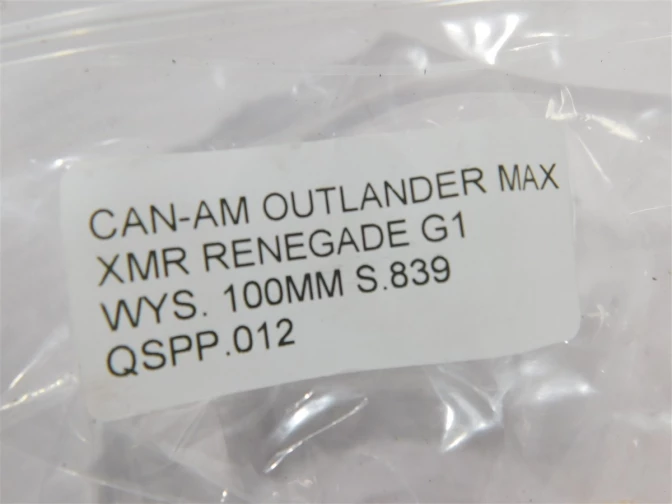 CAN-AM OUTLANDER MAX
XMR RENEGADE G1
WYS. 100MM S.839
QSPP.012